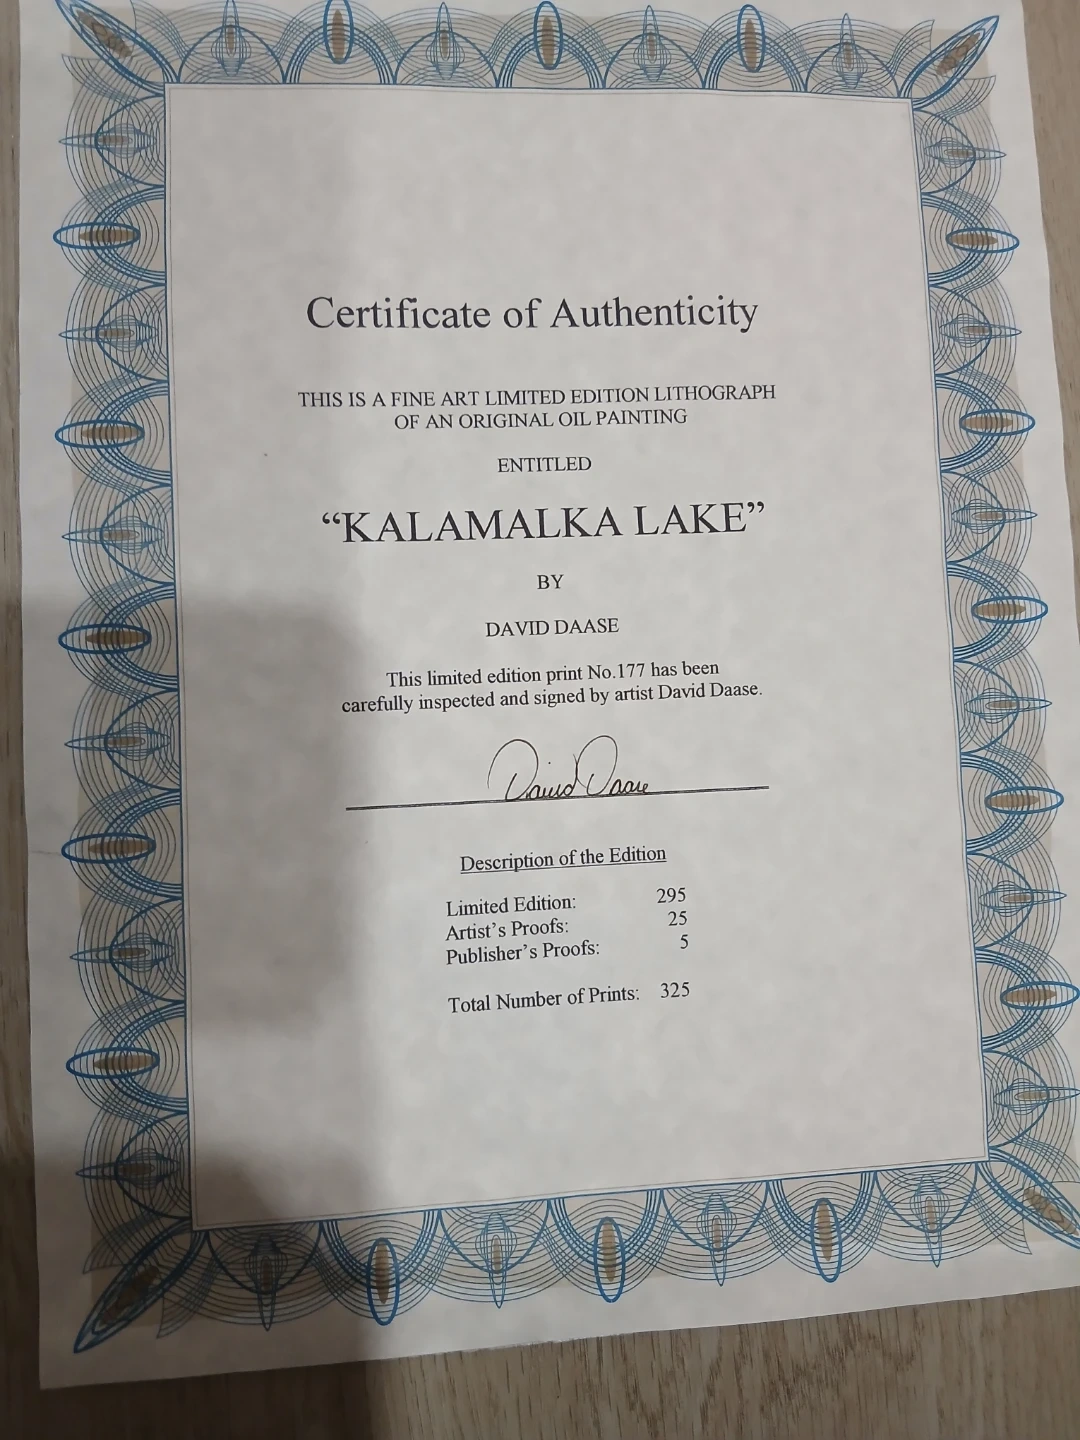 Certificate of Authenticity
THIS IS A FINE ART LIMITED EDITION LITHOGRAPH
OF AN ORIGINAL OIL PAINTING
ENTITLED
“KALAMALKA LAKE”
BY
DAVID DAASE
This limited edition print No.177 has been
carefully inspected and signed by artist David Daase.
David Daase
Description of the Edition
Limited Edition: 295
Artist’s Proofs: 25
Publisher’s Proofs: 5
Total Number of Prints: 325